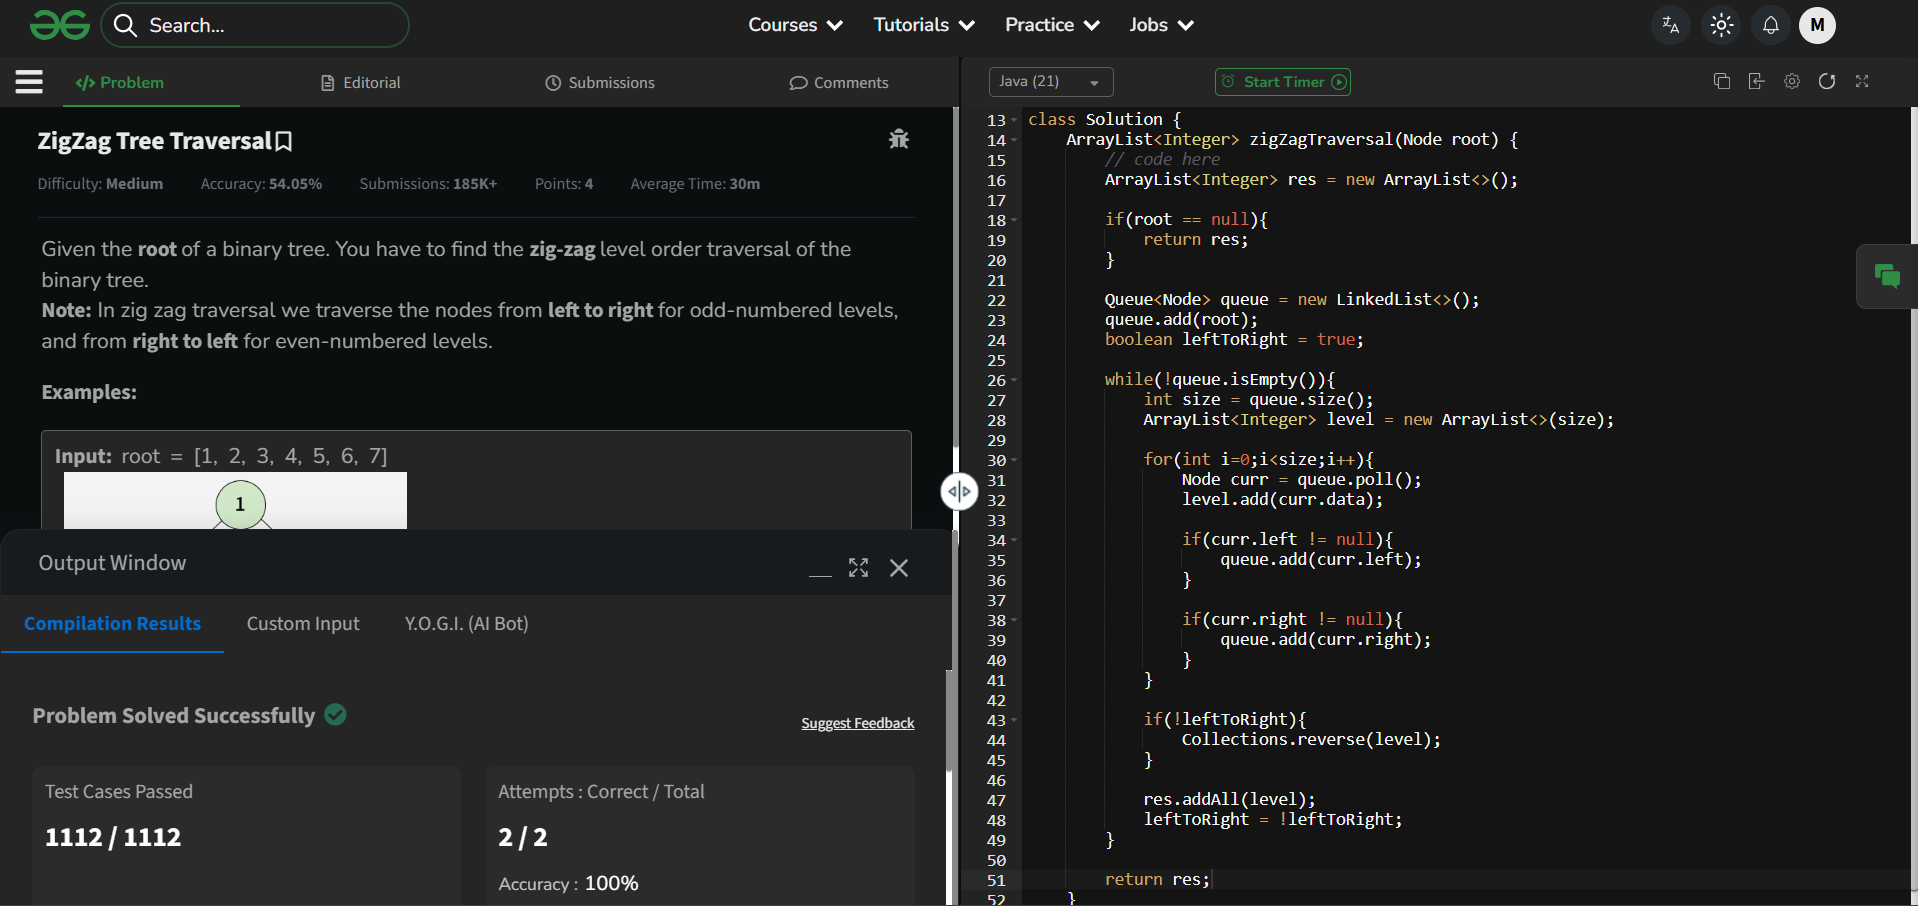 Search...
Courses
Tutorials
Practice
Jobs
M
</> Problem
Editorial
Submissions
Comments
ZigZag Tree Traversal
Difficulty: Medium Accuracy: 54.05% Submissions: 185K+ Points: 4 Average Time: 30m
Given the root of a binary tree. You have to find the zig-zag level order traversal of the
binary tree.
Note: In zig zag traversal we traverse the nodes from left to right for odd-numbered levels,
and from right to left for even-numbered levels.
Examples:
Input: root = [1, 2, 3, 4, 5, 6, 7]
1
Output Window
Compilation Results
Custom Input
Y.O.G.I. (AI Bot)
Problem Solved Successfully
Suggest Feedback
Test Cases Passed
1112 / 1112
Attempts : Correct / Total
2 / 2
Accuracy : 100%
Java (21)
Start Timer
13 class Solution {
14     ArrayList<Integer> zigZagTraversal(Node root) {
15         // code here
16         ArrayList<Integer> res = new ArrayList<>();
17
18         if(root == null){
19             return res;
20         }
21
22         Queue<Node> queue = new LinkedList<>();
23         queue.add(root);
24         boolean leftToRight = true;
25
26         while(!queue.isEmpty()){
27             int size = queue.size();
28             ArrayList<Integer> level = new ArrayList<>(size);
29
30             for(int i=0;i<size;i++){
31                 Node curr = queue.poll();
32                 level.add(curr.data);
33
34                 if(curr.left != null){
35                     queue.add(curr.left);
36                 }
37
38                 if(curr.right != null){
39                     queue.add(curr.right);
40                 }
41             }
42
43             if(!leftToRight){
44                 Collections.reverse(level);
45             }
46
47             res.addAll(level);
48             leftToRight = !leftToRight;
49         }
50
51         return res;
52     }